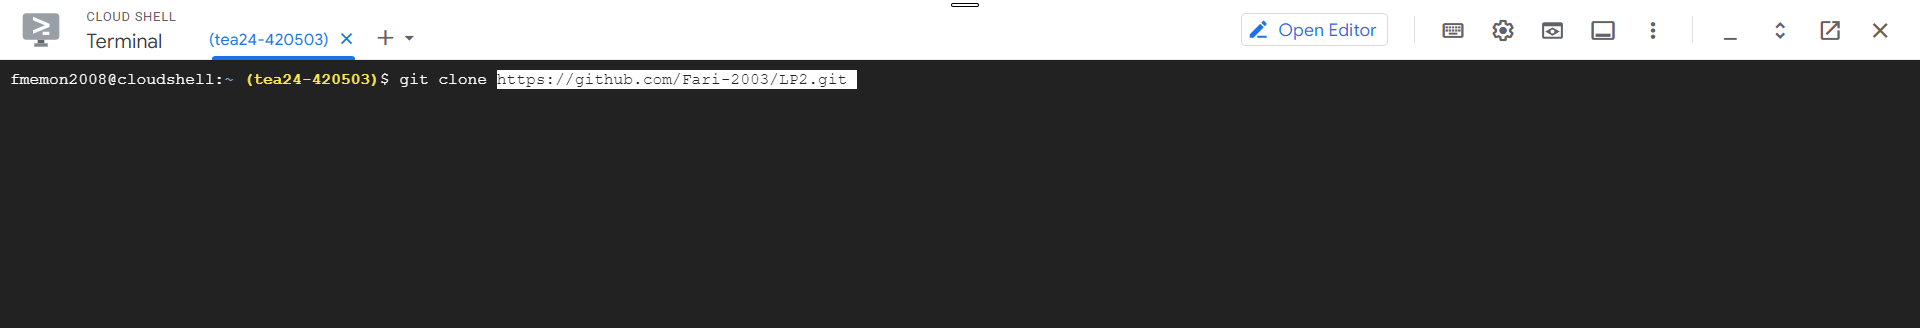 CLOUD SHELL
Terminal
(tea24-420503)
Open Editor
fmemon2008@cloudshell:~ (tea24-420503)$ git clone https://github.com/Fari-2003/LP2.git